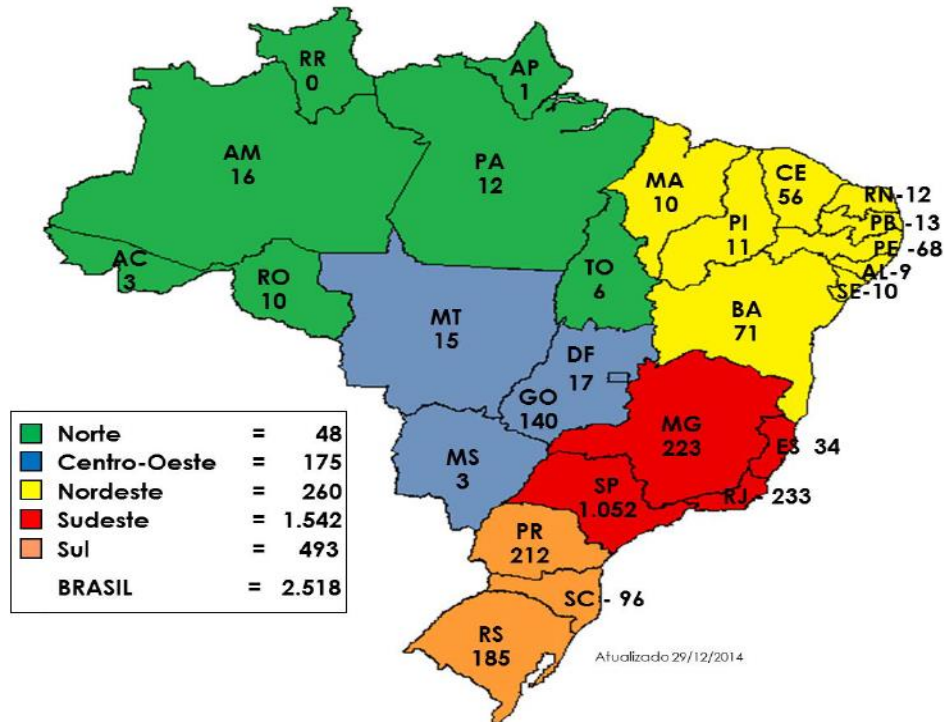 RR
0
AP
1
AM
16
PA
12
MA
10
CE
56
RN-12
PB -13
PE -68
AL-9
SE-10
PI
11
AC
3
RO
10
TO
6
BA
71
MT
15
DF
17
GO
140
MS
3
MG
223
ES 34
SP
1.052
RJ - 233
PR
212
SC - 96
RS
185
Norte = 48
Centro-Oeste = 175
Nordeste = 260
Sudeste = 1.542
Sul = 493
BRASIL = 2.518
Atualizado 29/12/2014